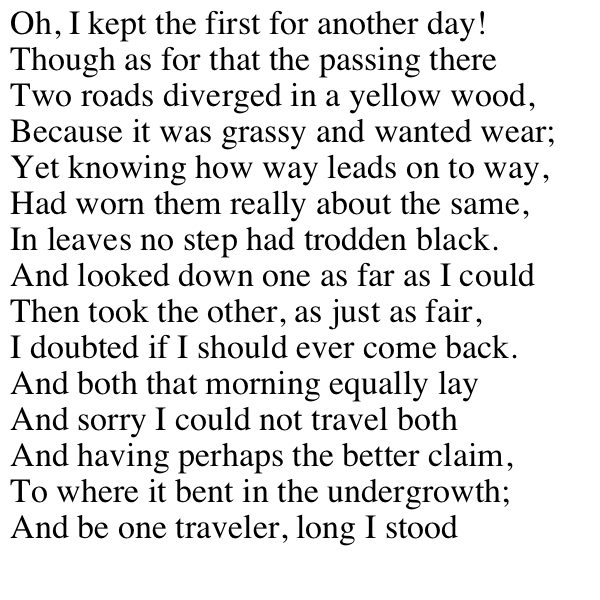 Oh, I kept the first for another day!
Though as for that the passing there
Two roads diverged in a yellow wood,
Because it was grassy and wanted wear;
Yet knowing how way leads on to way,
Had worn them really about the same,
In leaves no step had trodden black.
And looked down one as far as I could
Then took the other, as just as fair,
I doubted if I should ever come back.
And both that morning equally lay
And sorry I could not travel both
And having perhaps the better claim,
To where it bent in the undergrowth;
And be one traveler, long I stood